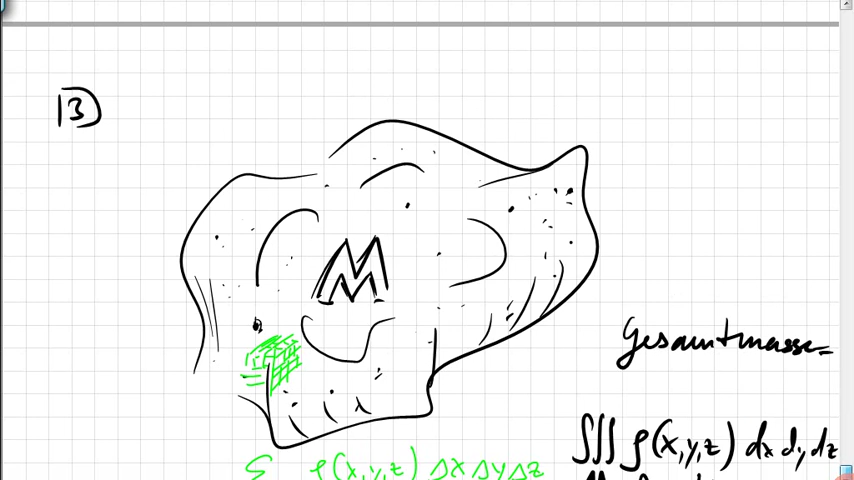 13
M
Gesamtmasse=
∭ ρ(x,y,z) dx dy dz
Σ ρ(x,y,z) Δx Δy Δz
M